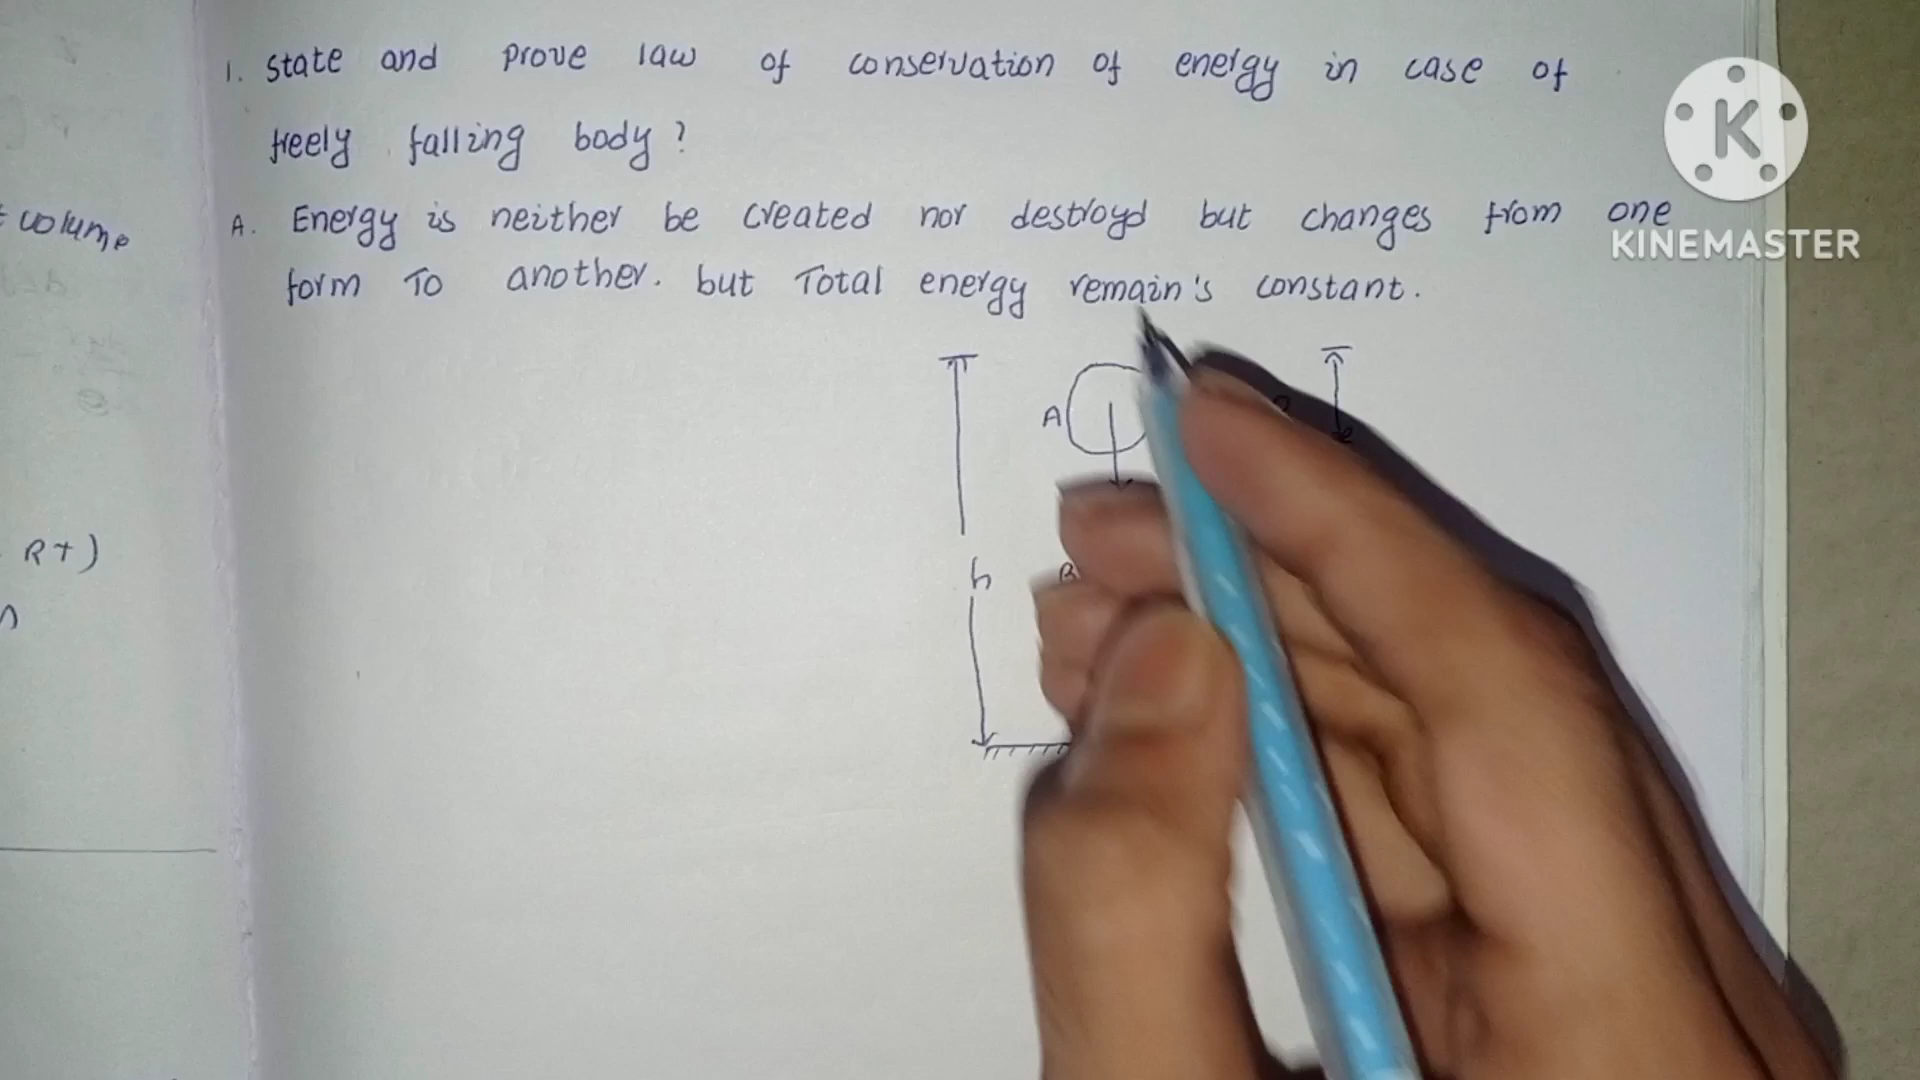 1. State and prove law of conservation of energy in case of
freely falling body?
A. Energy is neither be created nor destroyd but changes from one
form To another. but Total energy remain's constant.
volume
RT)
A
h
B
K
KINEMASTER